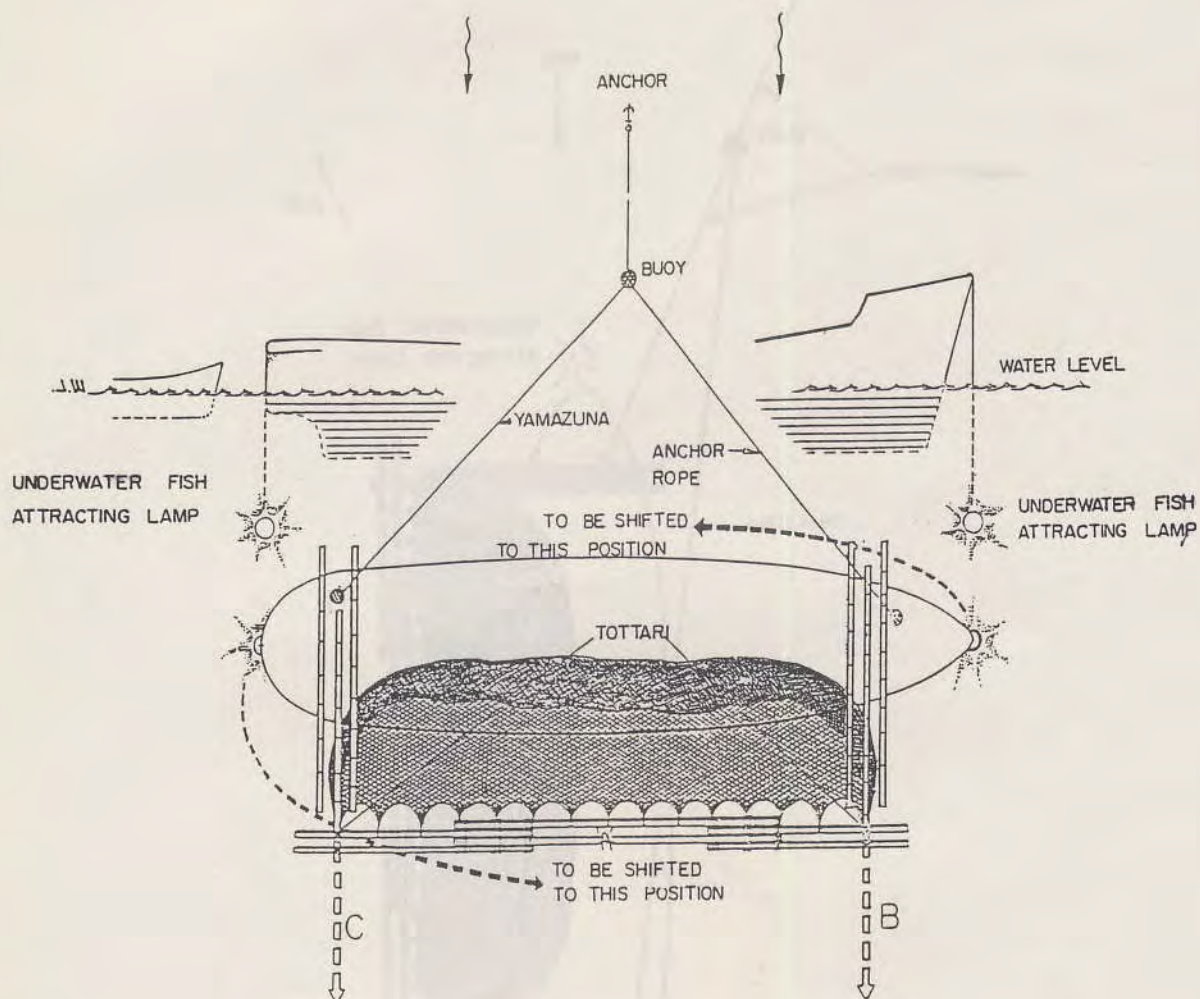 ANCHOR
BUOY
WATER LEVEL
YAMAZUNA
ANCHOR
ROPE
UNDERWATER FISH
ATTRACTING LAMP
UNDERWATER FISH
ATTRACTING LAMP
TO BE SHIFTED
TO THIS POSITION
TOTTARI
TO BE SHIFTED
TO THIS POSITION
C
B